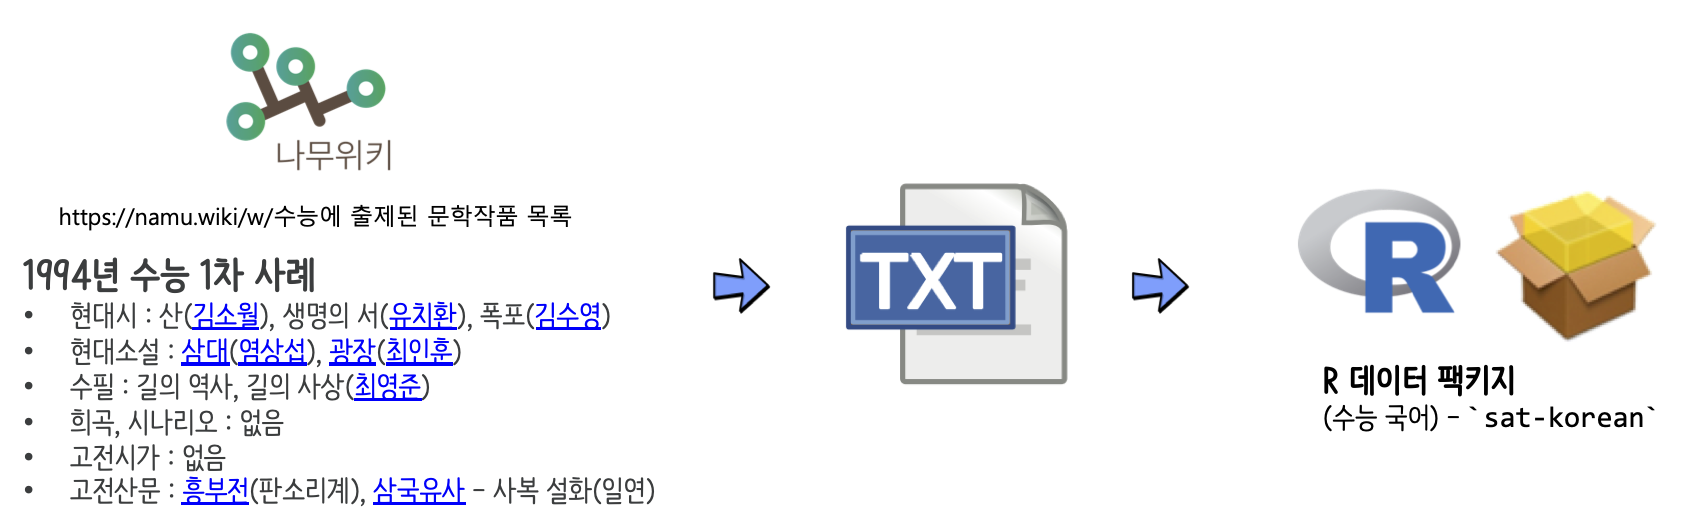 나무위키
https://namu.wiki/w/수능에 출제된 문학작품 목록
1994년 수능 1차 사례
• 현대시 : 산(김소월), 생명의 서(유치환), 폭포(김수영)
• 현대소설 : 삼대(염상섭), 광장(최인훈)
• 수필 : 길의 역사, 길의 사상(최영준)
• 희곡, 시나리오 : 없음
• 고전시가 : 없음
• 고전산문 : 흥부전(판소리계), 삼국유사 - 사복 설화(일연)
TXT
R
R 데이터 팩키지
(수능 국어) - `sat-korean`